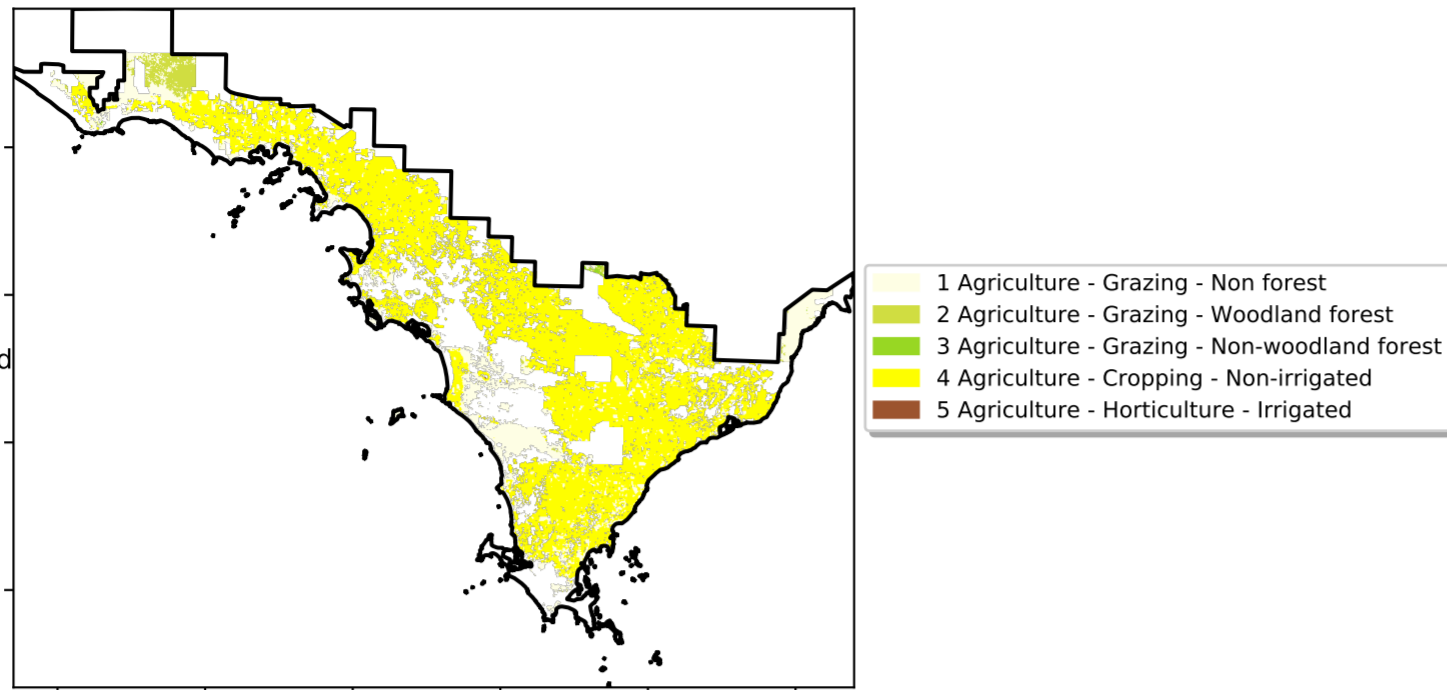 1 Agriculture - Grazing - Non forest
2 Agriculture - Grazing - Woodland forest
3 Agriculture - Grazing - Non-woodland forest
4 Agriculture - Cropping - Non-irrigated
5 Agriculture - Horticulture - Irrigated
d